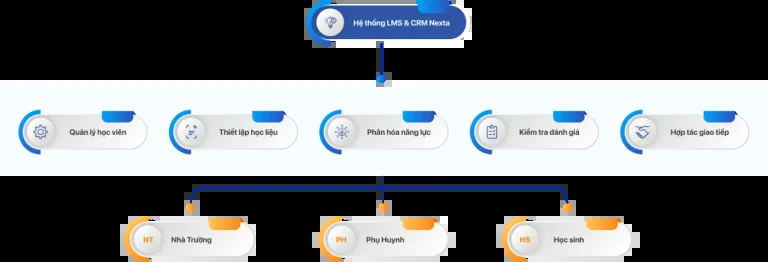 Hệ thống LMS & CRM Nexta
Quản lý học viên
Thiết lập học liệu
Phân hóa năng lực
Kiểm tra đánh giá
Hợp tác giao tiếp
NT
Nhà Trường
PH
Phụ Huynh
HS
Học sinh